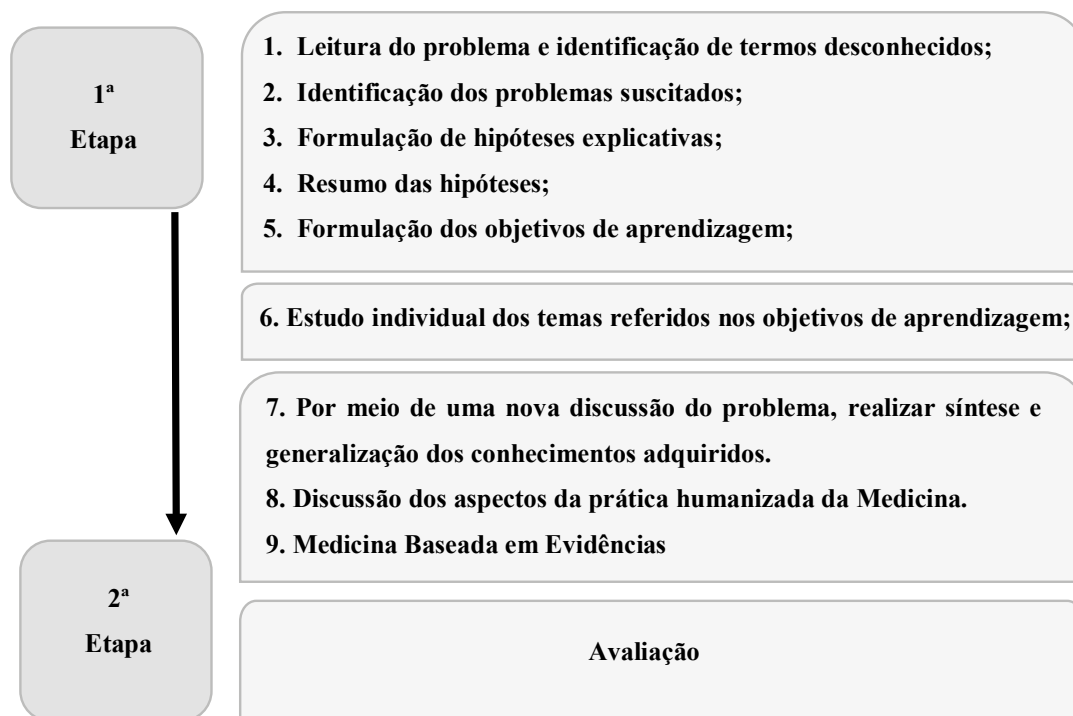 1ª
Etapa
1. Leitura do problema e identificação de termos desconhecidos;
2. Identificação dos problemas suscitados;
3. Formulação de hipóteses explicativas;
4. Resumo das hipóteses;
5. Formulação dos objetivos de aprendizagem;
6. Estudo individual dos temas referidos nos objetivos de aprendizagem;
7. Por meio de uma nova discussão do problema, realizar síntese e
generalização dos conhecimentos adquiridos.
8. Discussão dos aspectos da prática humanizada da Medicina.
9. Medicina Baseada em Evidências
2ª
Etapa
Avaliação